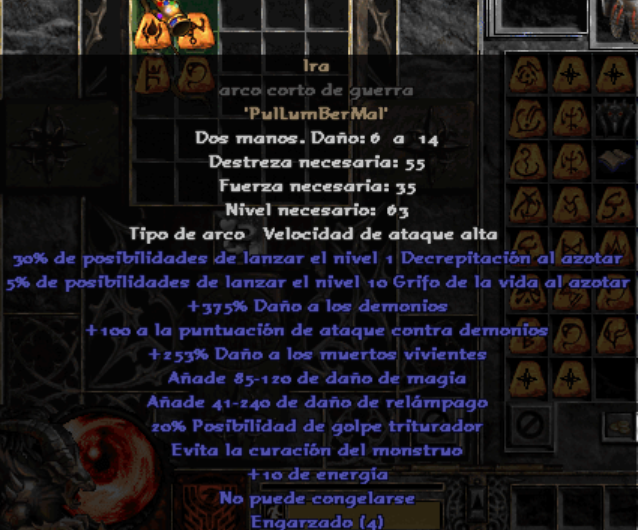 Ira
arco corto de guerra
'PulLumBerMal'
Dos manos. Daño: 6 a 14
Destreza necesaria: 55
Fuerza necesaria: 35
Nivel necesario: 63
Tipo de arco Velocidad de ataque alta
30% de posibilidades de lanzar el nivel 1 Decrepitación al azotar
5% de posibilidades de lanzar el nivel 10 Grifo de la vida al azotar
+375% Daño a los demonios
+100 a la puntuación de ataque contra demonios
+253% Daño a los muertos vivientes
Añade 85-120 de daño de magia
Añade 41-240 de daño de relámpago
20% Posibilidad de golpe triturador
Evita la curación del monstruo
+10 de energía
No puede congelarse
Engarzado (4)